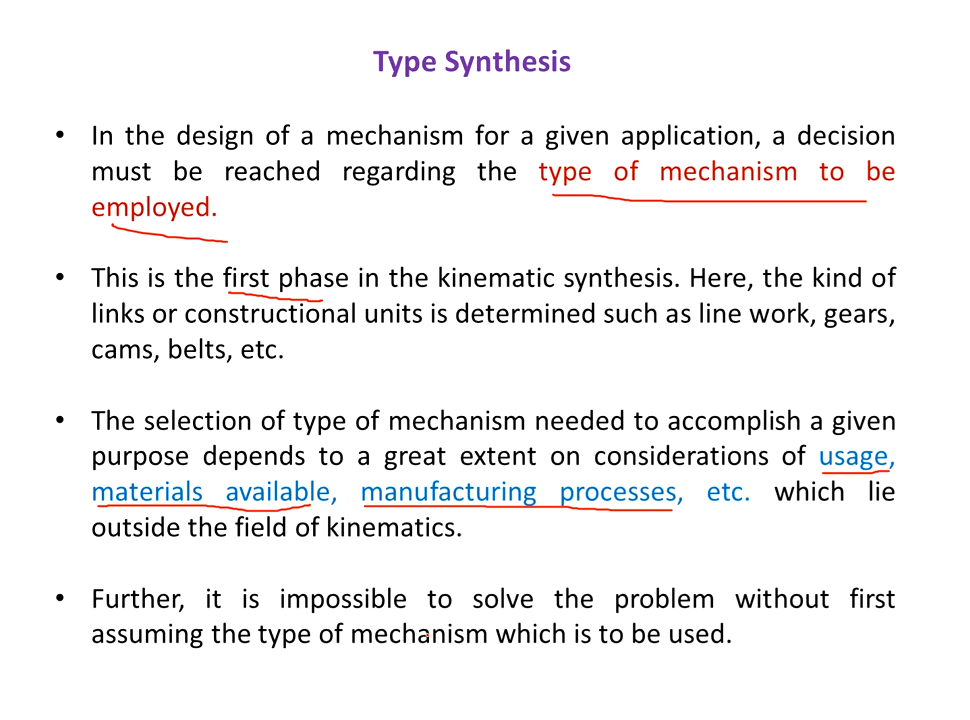 Type Synthesis
• In the design of a mechanism for a given application, a decision
must be reached regarding the type of mechanism to be
employed.
• This is the first phase in the kinematic synthesis. Here, the kind of
links or constructional units is determined such as line work, gears,
cams, belts, etc.
• The selection of type of mechanism needed to accomplish a given
purpose depends to a great extent on considerations of usage,
materials available, manufacturing processes, etc. which lie
outside the field of kinematics.
• Further, it is impossible to solve the problem without first
assuming the type of mechanism which is to be used.